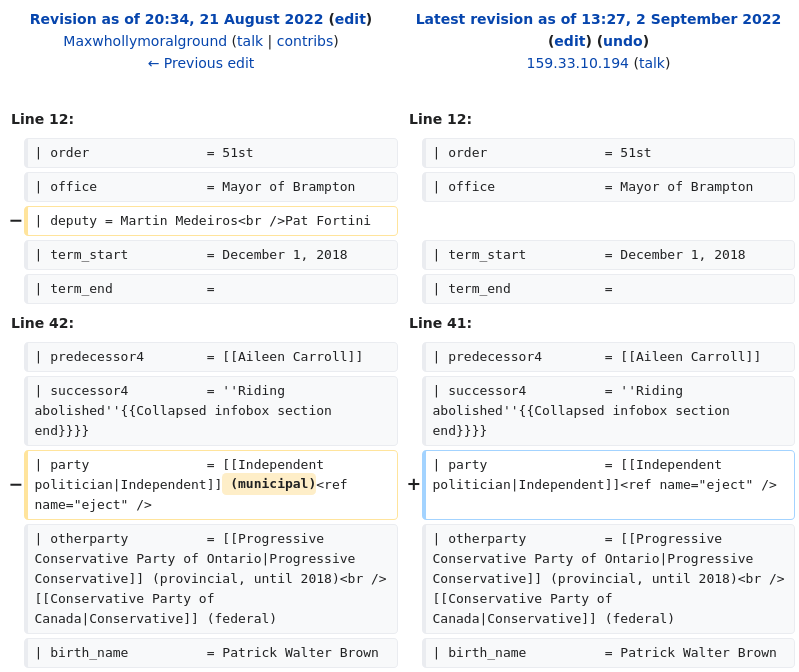 Revision as of 20:34, 21 August 2022 (edit)
Maxwhollymoralground (talk | contribs)
← Previous edit
Latest revision as of 13:27, 2 September 2022
(edit) (undo)
159.33.10.194 (talk)
Line 12:
Line 12:
| order               = 51st
| order               = 51st
| office              = Mayor of Brampton
| office              = Mayor of Brampton
− | deputy = Martin Medeiros<br />Pat Fortini
| term_start          = December 1, 2018
| term_start          = December 1, 2018
| term_end            =
| term_end            =
Line 42:
Line 41:
| predecessor4        = [[Aileen Carroll]]
| predecessor4        = [[Aileen Carroll]]
| successor4          = ''Riding
abolished''{{Collapsed infobox section
end}}}}
| successor4          = ''Riding
abolished''{{Collapsed infobox section
end}}}}
− | party               = [[Independent
politician|Independent]] (municipal)<ref
name="eject" />
+ | party               = [[Independent
politician|Independent]]<ref name="eject" />
| otherparty          = [[Progressive
Conservative Party of Ontario|Progressive
Conservative]] (provincial, until 2018)<br />
[[Conservative Party of
Canada|Conservative]] (federal)
| otherparty          = [[Progressive
Conservative Party of Ontario|Progressive
Conservative]] (provincial, until 2018)<br />
[[Conservative Party of
Canada|Conservative]] (federal)
| birth_name          = Patrick Walter Brown
| birth_name          = Patrick Walter Brown